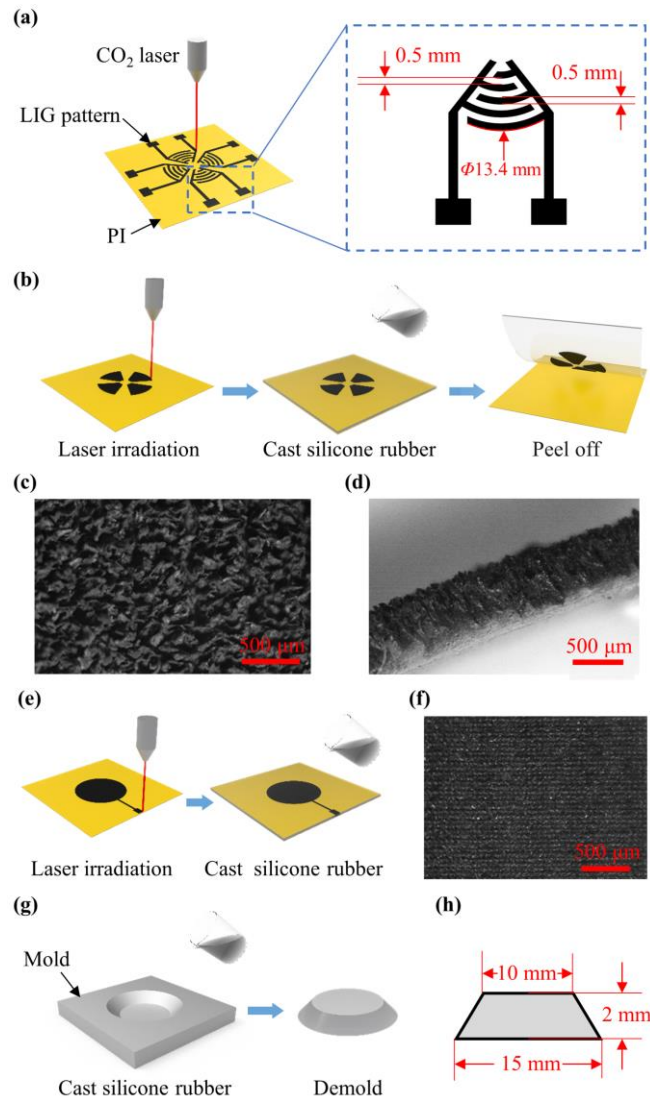 (a)
CO₂ laser
LIG pattern
PI
0.5 mm
0.5 mm
Φ13.4 mm
(b)
Laser irradiation
Cast silicone rubber
Peel off
(c)
500 μm
(d)
500 μm
(e)
Laser irradiation
Cast silicone rubber
(f)
500 μm
(g)
Mold
Cast silicone rubber
Demold
(h)
10 mm
2 mm
15 mm